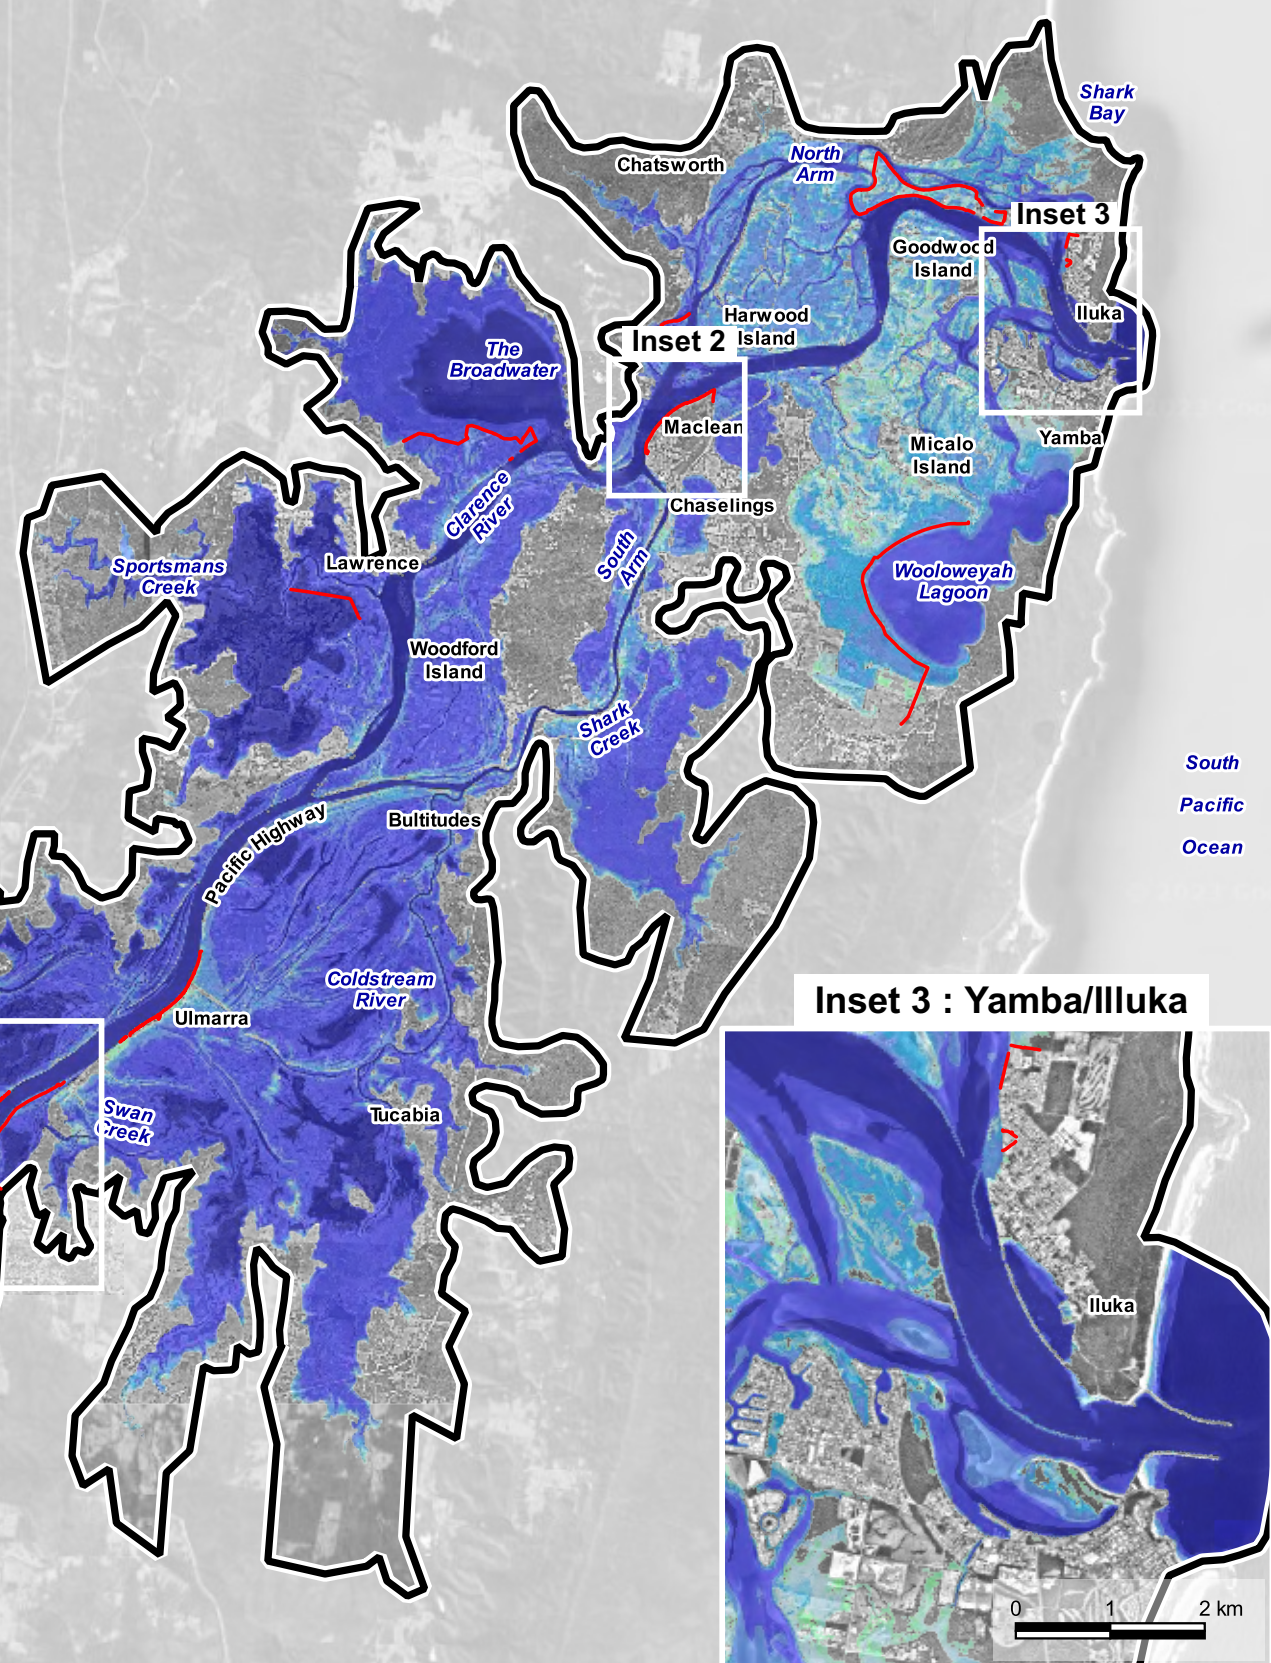 Shark
Bay
Chatsworth
North
Arm
Inset 3
Goodwood
Island
Harwood
Island
Iluka
Inset 2
The
Broadwater
Maclean
Yamba
Micalo
Island
Clarence
River
Chaselings
South
Arm
Sportsmans
Creek
Lawrence
Wooloweyah
Lagoon
Woodford
Island
Shark
Creek
South
Pacific
Ocean
Pacific Highway
Bultitudes
Coldstream
River
Ulmarra
Swan
Creek
Tucabia
Inset 3 : Yamba/Illuka
Iluka
0 1 2 km